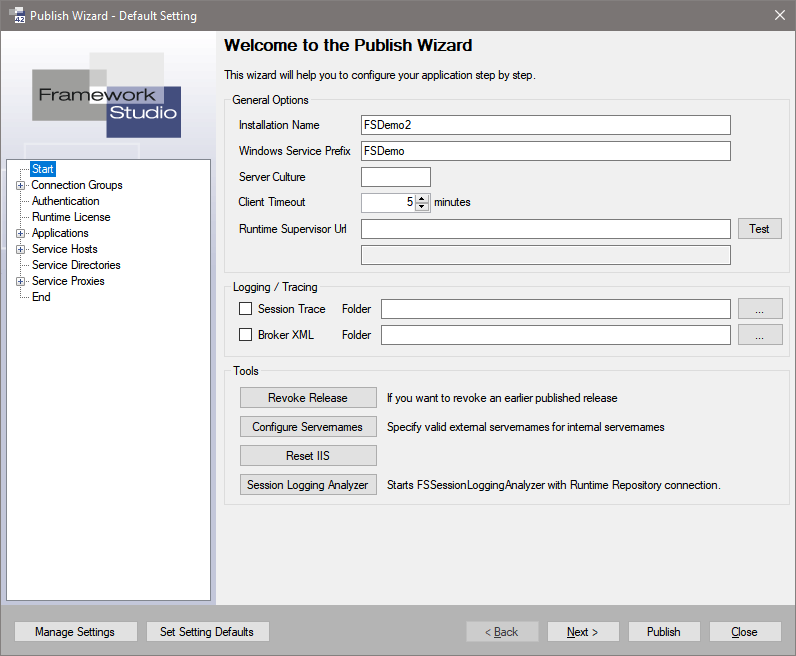 42 Publish Wizard - Default Setting
Framework
Studio
Start
Connection Groups
Authentication
Runtime License
Applications
Service Hosts
Service Directories
Service Proxies
End
Welcome to the Publish Wizard
This wizard will help you to configure your application step by step.
General Options
Installation Name FSDemo2
Windows Service Prefix FSDemo
Server Culture
Client Timeout 5 minutes
Runtime Supervisor Url Test
Logging / Tracing
Session Trace Folder ...
Broker XML Folder ...
Tools
Revoke Release If you want to revoke an earlier published release
Configure Servernames Specify valid external servernames for internal servernames
Reset IIS
Session Logging Analyzer Starts FSSessionLoggingAnalyzer with Runtime Repository connection.
Manage Settings Set Setting Defaults < Back Next > Publish Close